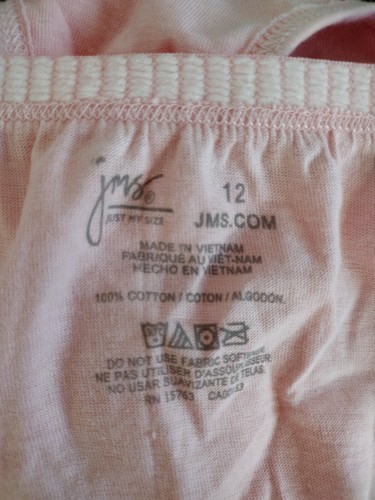 jms®
12
JUST MY SIZE
JMS.COM
MADE IN VIETNAM
FABRIQUÉ AU VIÊT-NAM
HECHO EN VIETNAM
100% COTTON / COTON / ALGODÓN.
DO NOT USE FABRIC SOFTENER.
NE PAS UTILISER D'ASSOUPLISSEUR.
NO USAR SUAVIZANTE DE TELAS.
RN 15763